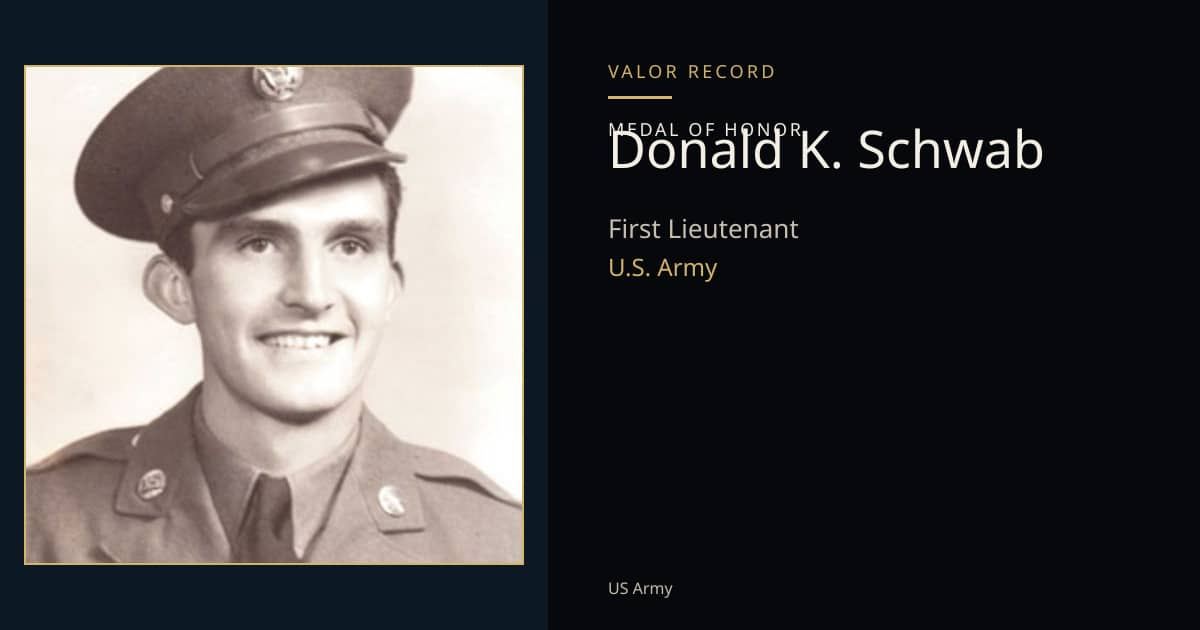 VALOR RECORD
MEDAL OF HONOR
Donald K. Schwab
First Lieutenant
U.S. Army
US Army